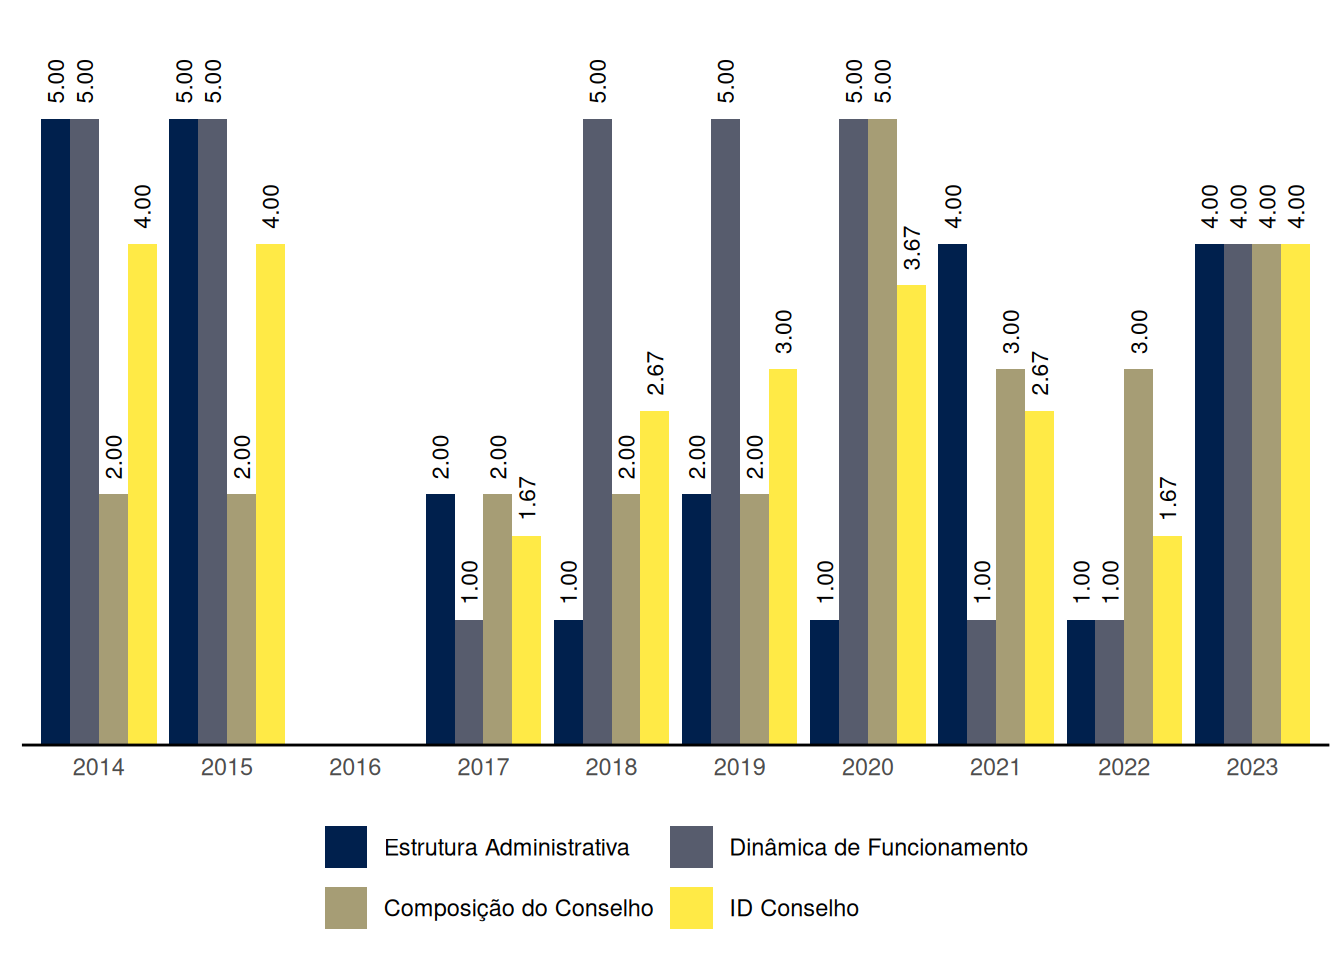 5.00 5.00 2.00 4.00
5.00 5.00 2.00 4.00
2.00 1.00 2.00 1.67
1.00 5.00 2.00 2.67
2.00 5.00 2.00 3.00
1.00 5.00 5.00 3.67
4.00 1.00 3.00 2.67
1.00 1.00 3.00 1.67
4.00 4.00 4.00 4.00
2014 2015 2016 2017 2018 2019 2020 2021 2022 2023
Estrutura Administrativa Dinâmica de Funcionamento
Composição do Conselho ID Conselho